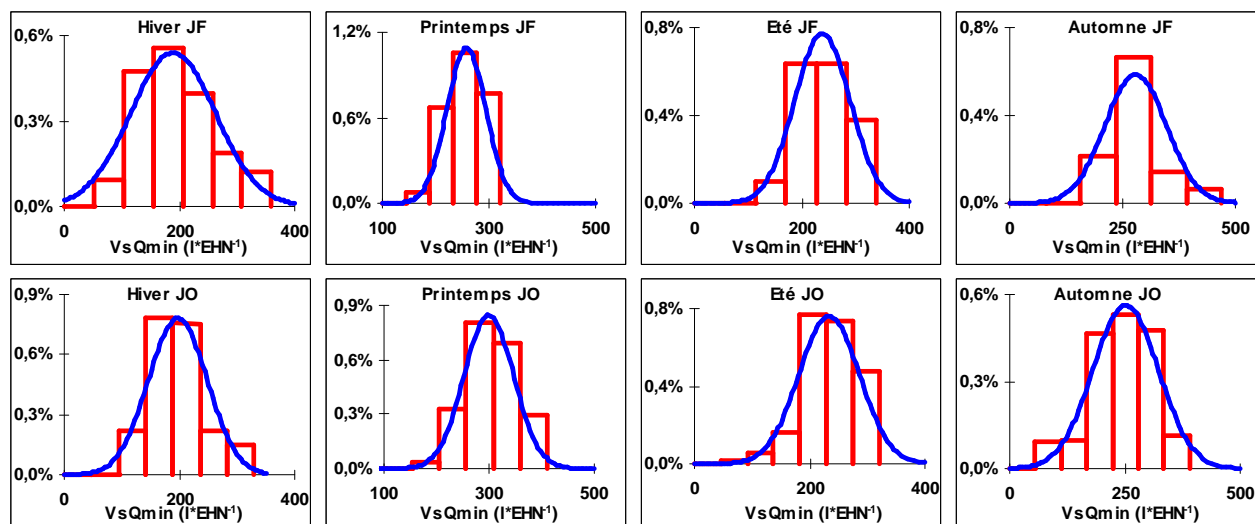 Hiver JF
0,6%
0,3%
0,0%
0 200 400
VsQmin (l*EHN⁻¹)
Printemps JF
1,2%
0,6%
0,0%
100 300 500
VsQmin (l*EHN⁻¹)
Eté JF
0,8%
0,4%
0,0%
0 200 400
VsQmin (l*EHN⁻¹)
Automne JF
0,8%
0,4%
0,0%
0 250 500
VsQmin (l*EHN⁻¹)
Hiver JO
0,9%
0,6%
0,3%
0,0%
0 200 400
VsQmin (l*EHN⁻¹)
Printemps JO
0,9%
0,6%
0,3%
0,0%
100 300 500
VsQmin (l*EHN⁻¹)
Eté JO
0,8%
0,4%
0,0%
0 200 400
VsQmin (l*EHN⁻¹)
Automne JO
0,6%
0,3%
0,0%
0 250 500
VsQmin (l*EHN⁻¹)